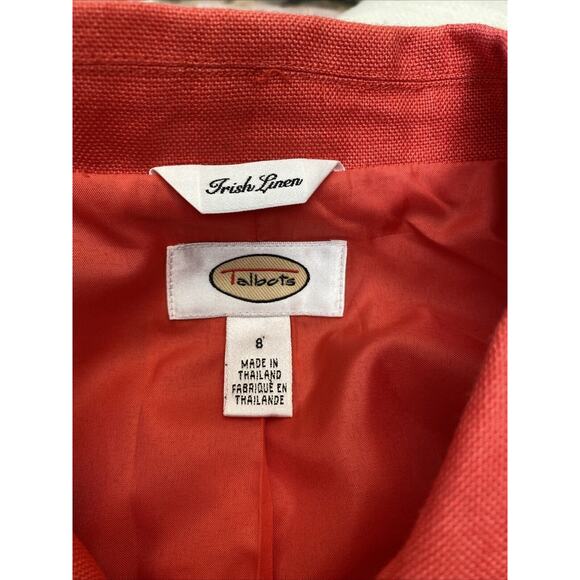 Irish Linen
Talbots
8
MADE IN
THAILAND
FABRIQUÉ EN
THAILANDE